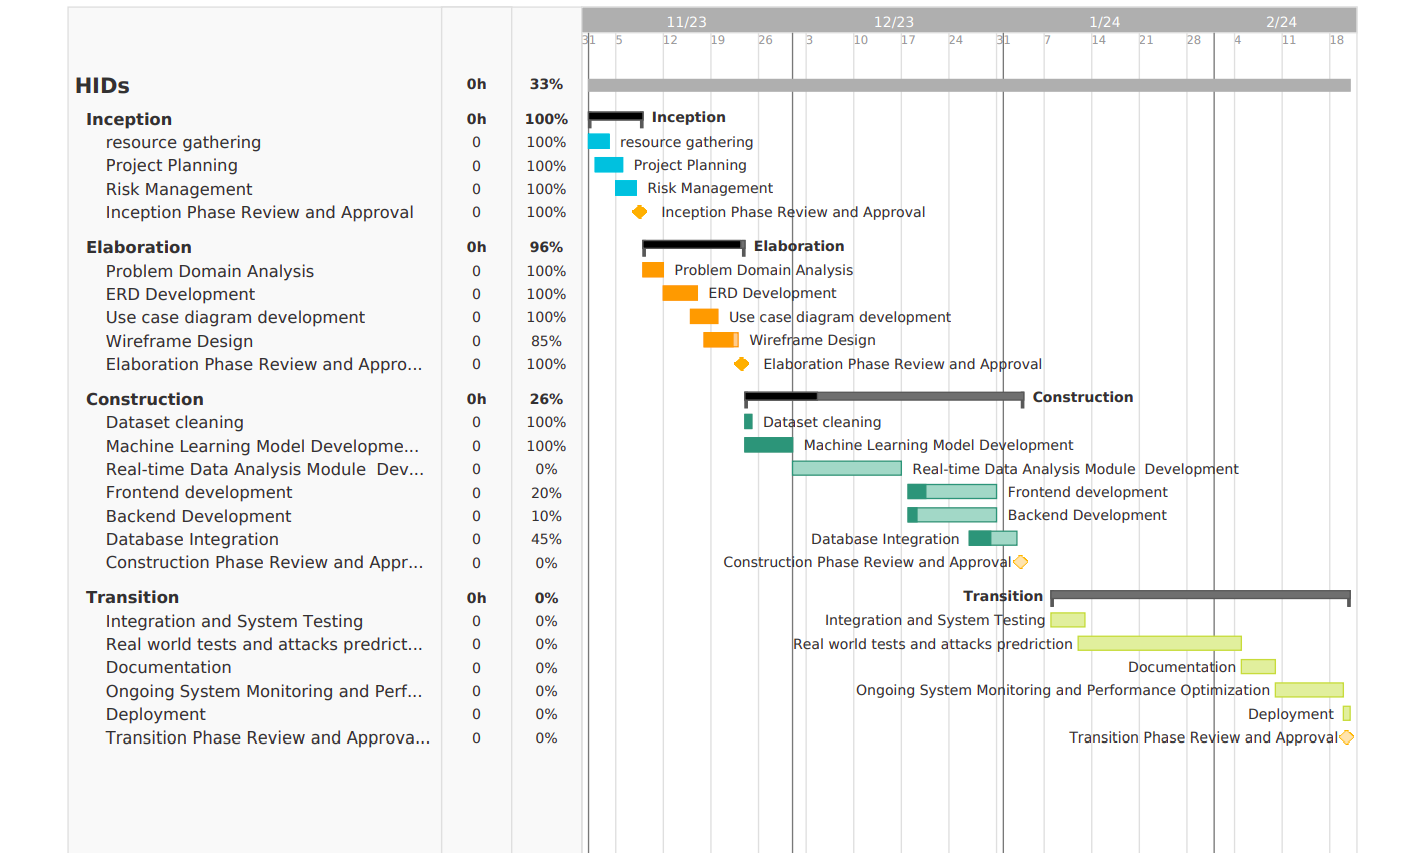 11/23 12/23 1/24 2/24
31 5 12 19 26 3 10 17 24 31 7 14 21 28 4 11 18
HIDs 0h 33%
Inception 0h 100% Inception
resource gathering 0 100% resource gathering
Project Planning 0 100% Project Planning
Risk Management 0 100% Risk Management
Inception Phase Review and Approval 0 100% Inception Phase Review and Approval
Elaboration 0h 96% Elaboration
Problem Domain Analysis 0 100% Problem Domain Analysis
ERD Development 0 100% ERD Development
Use case diagram development 0 100% Use case diagram development
Wireframe Design 0 85% Wireframe Design
Elaboration Phase Review and Appro... 0 100% Elaboration Phase Review and Approval
Construction 0h 26% Construction
Dataset cleaning 0 100% Dataset cleaning
Machine Learning Model Developme... 0 100% Machine Learning Model Development
Real-time Data Analysis Module  Dev... 0 0% Real-time Data Analysis Module  Development
Frontend development 0 20% Frontend development
Backend Development 0 10% Backend Development
Database Integration 0 45% Database Integration
Construction Phase Review and Appr... 0 0% Construction Phase Review and Approval
Transition 0h 0% Transition
Integration and System Testing 0 0% Integration and System Testing
Real world tests and attacks predict... 0 0% Real world tests and attacks prediction
Documentation 0 0% Documentation
Ongoing System Monitoring and Perf... 0 0% Ongoing System Monitoring and Performance Optimization
Deployment 0 0% Deployment
Transition Phase Review and Approva... 0 0% Transition Phase Review and Approval